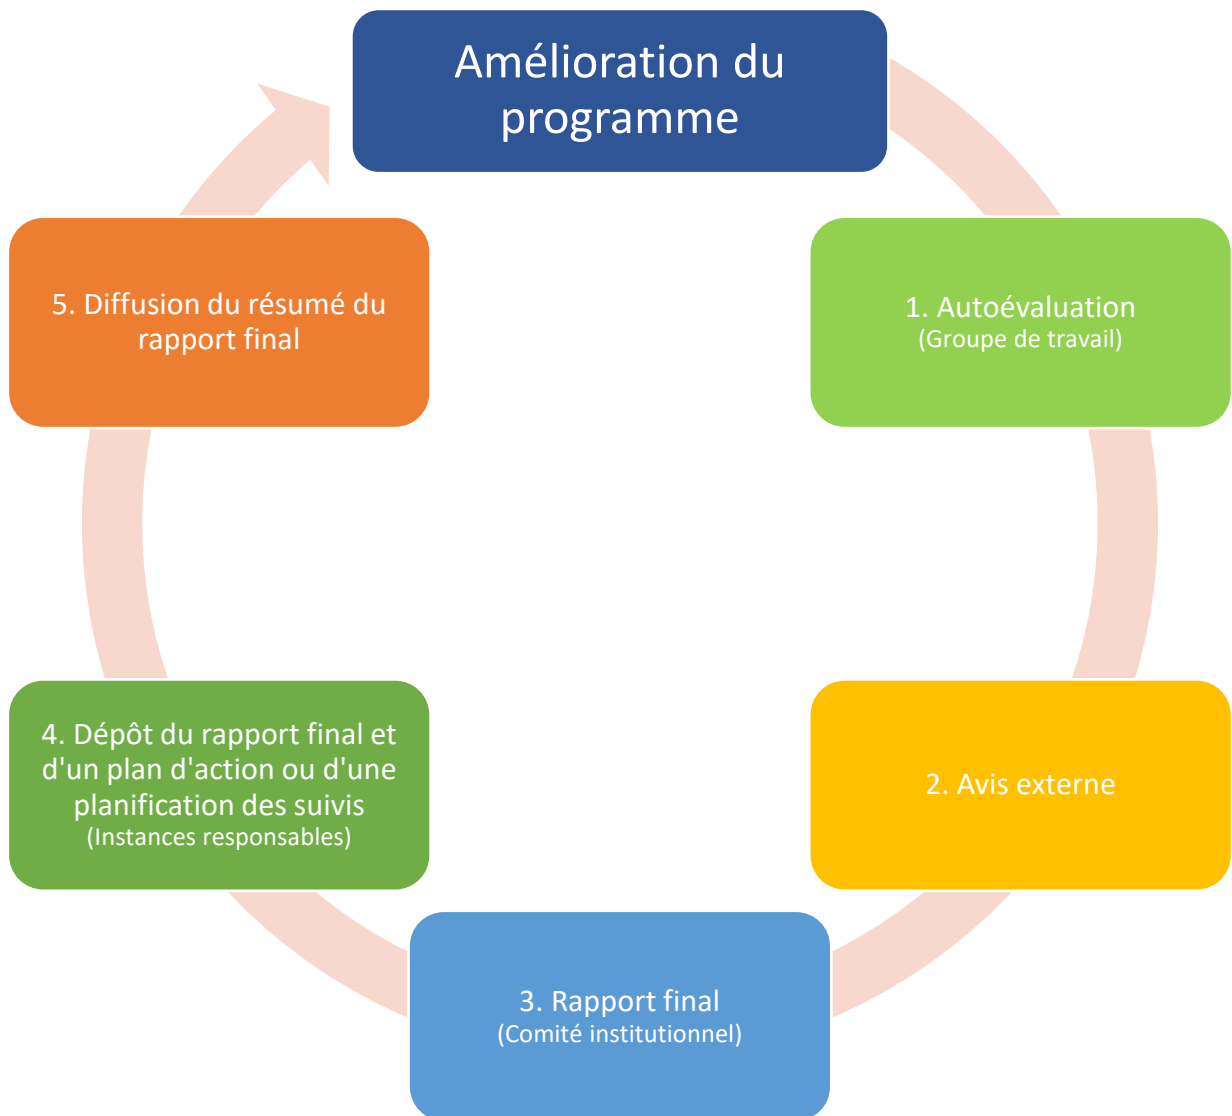 Amélioration du
programme
1. Autoévaluation
(Groupe de travail)
2. Avis externe
3. Rapport final
(Comité institutionnel)
4. Dépôt du rapport final et
d'un plan d'action ou d'une
planification des suivis
(Instances responsables)
5. Diffusion du résumé du
rapport final